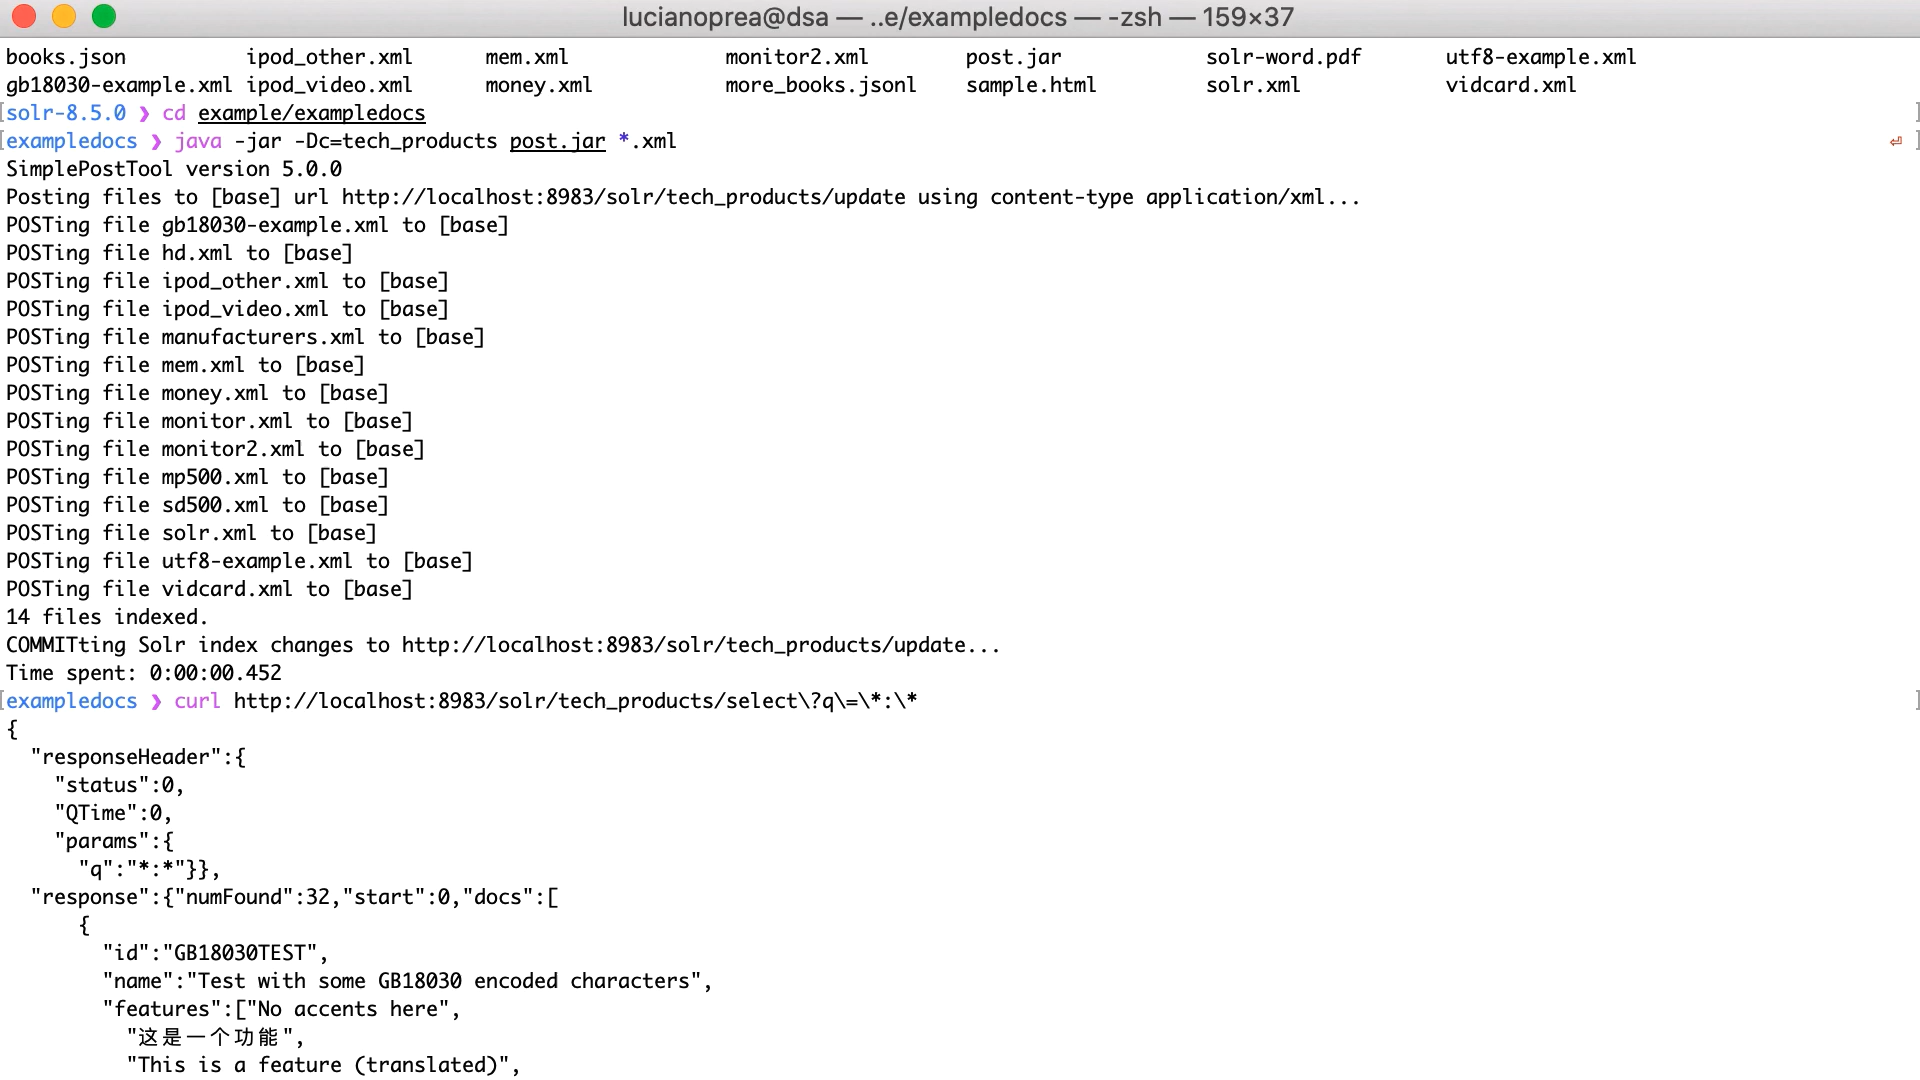 lucianoprea@dsa — ..e/exampledocs — -zsh — 159×37
books.json ipod_other.xml mem.xml monitor2.xml post.jar solr-word.pdf utf8-example.xml
gb18030-example.xml ipod_video.xml money.xml more_books.jsonl sample.html solr.xml vidcard.xml
solr-8.5.0 ❯ cd example/exampledocs
exampledocs ❯ java -jar -Dc=tech_products post.jar *.xml
SimplePostTool version 5.0.0
Posting files to [base] url http://localhost:8983/solr/tech_products/update using content-type application/xml...
POSTing file gb18030-example.xml to [base]
POSTing file hd.xml to [base]
POSTing file ipod_other.xml to [base]
POSTing file ipod_video.xml to [base]
POSTing file manufacturers.xml to [base]
POSTing file mem.xml to [base]
POSTing file money.xml to [base]
POSTing file monitor.xml to [base]
POSTing file monitor2.xml to [base]
POSTing file mp500.xml to [base]
POSTing file sd500.xml to [base]
POSTing file solr.xml to [base]
POSTing file utf8-example.xml to [base]
POSTing file vidcard.xml to [base]
14 files indexed.
COMMITting Solr index changes to http://localhost:8983/solr/tech_products/update...
Time spent: 0:00:00.452
exampledocs ❯ curl http://localhost:8983/solr/tech_products/select\?q\=\*:\*
{
"responseHeader":{
"status":0,
"QTime":0,
"params":{
"q":"*:*"}},
"response":{"numFound":32,"start":0,"docs":[
{
"id":"GB18030TEST",
"name":"Test with some GB18030 encoded characters",
"features":["No accents here",
"这是一个功能",
"This is a feature (translated)",